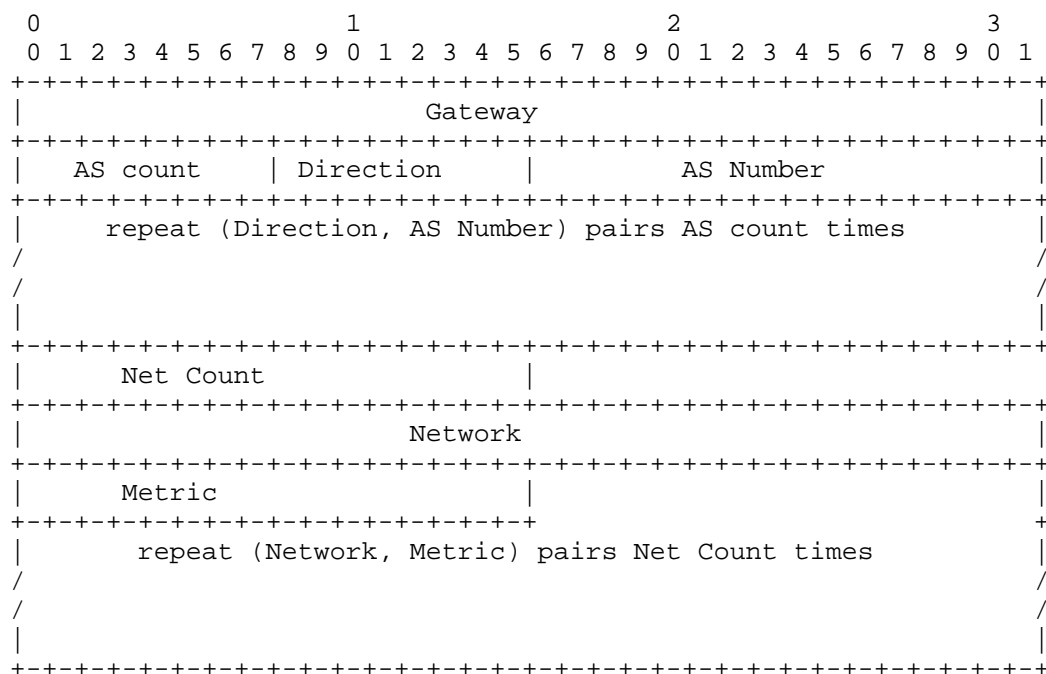 0                   1                   2                   3
 0 1 2 3 4 5 6 7 8 9 0 1 2 3 4 5 6 7 8 9 0 1 2 3 4 5 6 7 8 9 0 1
+-+-+-+-+-+-+-+-+-+-+-+-+-+-+-+-+-+-+-+-+-+-+-+-+-+-+-+-+-+-+-+-+
|                         Gateway                               |
+-+-+-+-+-+-+-+-+-+-+-+-+-+-+-+-+-+-+-+-+-+-+-+-+-+-+-+-+-+-+-+-+
|   AS count    | Direction     |         AS Number             |
+-+-+-+-+-+-+-+-+-+-+-+-+-+-+-+-+-+-+-+-+-+-+-+-+-+-+-+-+-+-+-+-+
|     repeat (Direction, AS Number) pairs AS count times        |
/                                                               /
/                                                               /
|                                                               |
+-+-+-+-+-+-+-+-+-+-+-+-+-+-+-+-+-+-+-+-+-+-+-+-+-+-+-+-+-+-+-+-+
|      Net Count                |
+-+-+-+-+-+-+-+-+-+-+-+-+-+-+-+-+-+-+-+-+-+-+-+-+-+-+-+-+-+-+-+-+
|                        Network                                |
+-+-+-+-+-+-+-+-+-+-+-+-+-+-+-+-+-+-+-+-+-+-+-+-+-+-+-+-+-+-+-+-+
|      Metric                   |                               |
+-+-+-+-+-+-+-+-+-+-+-+-+-+-+-+-+                               +
|       repeat (Network, Metric) pairs Net Count times          |
/                                                               /
/                                                               /
|                                                               |
+-+-+-+-+-+-+-+-+-+-+-+-+-+-+-+-+-+-+-+-+-+-+-+-+-+-+-+-+-+-+-+-+